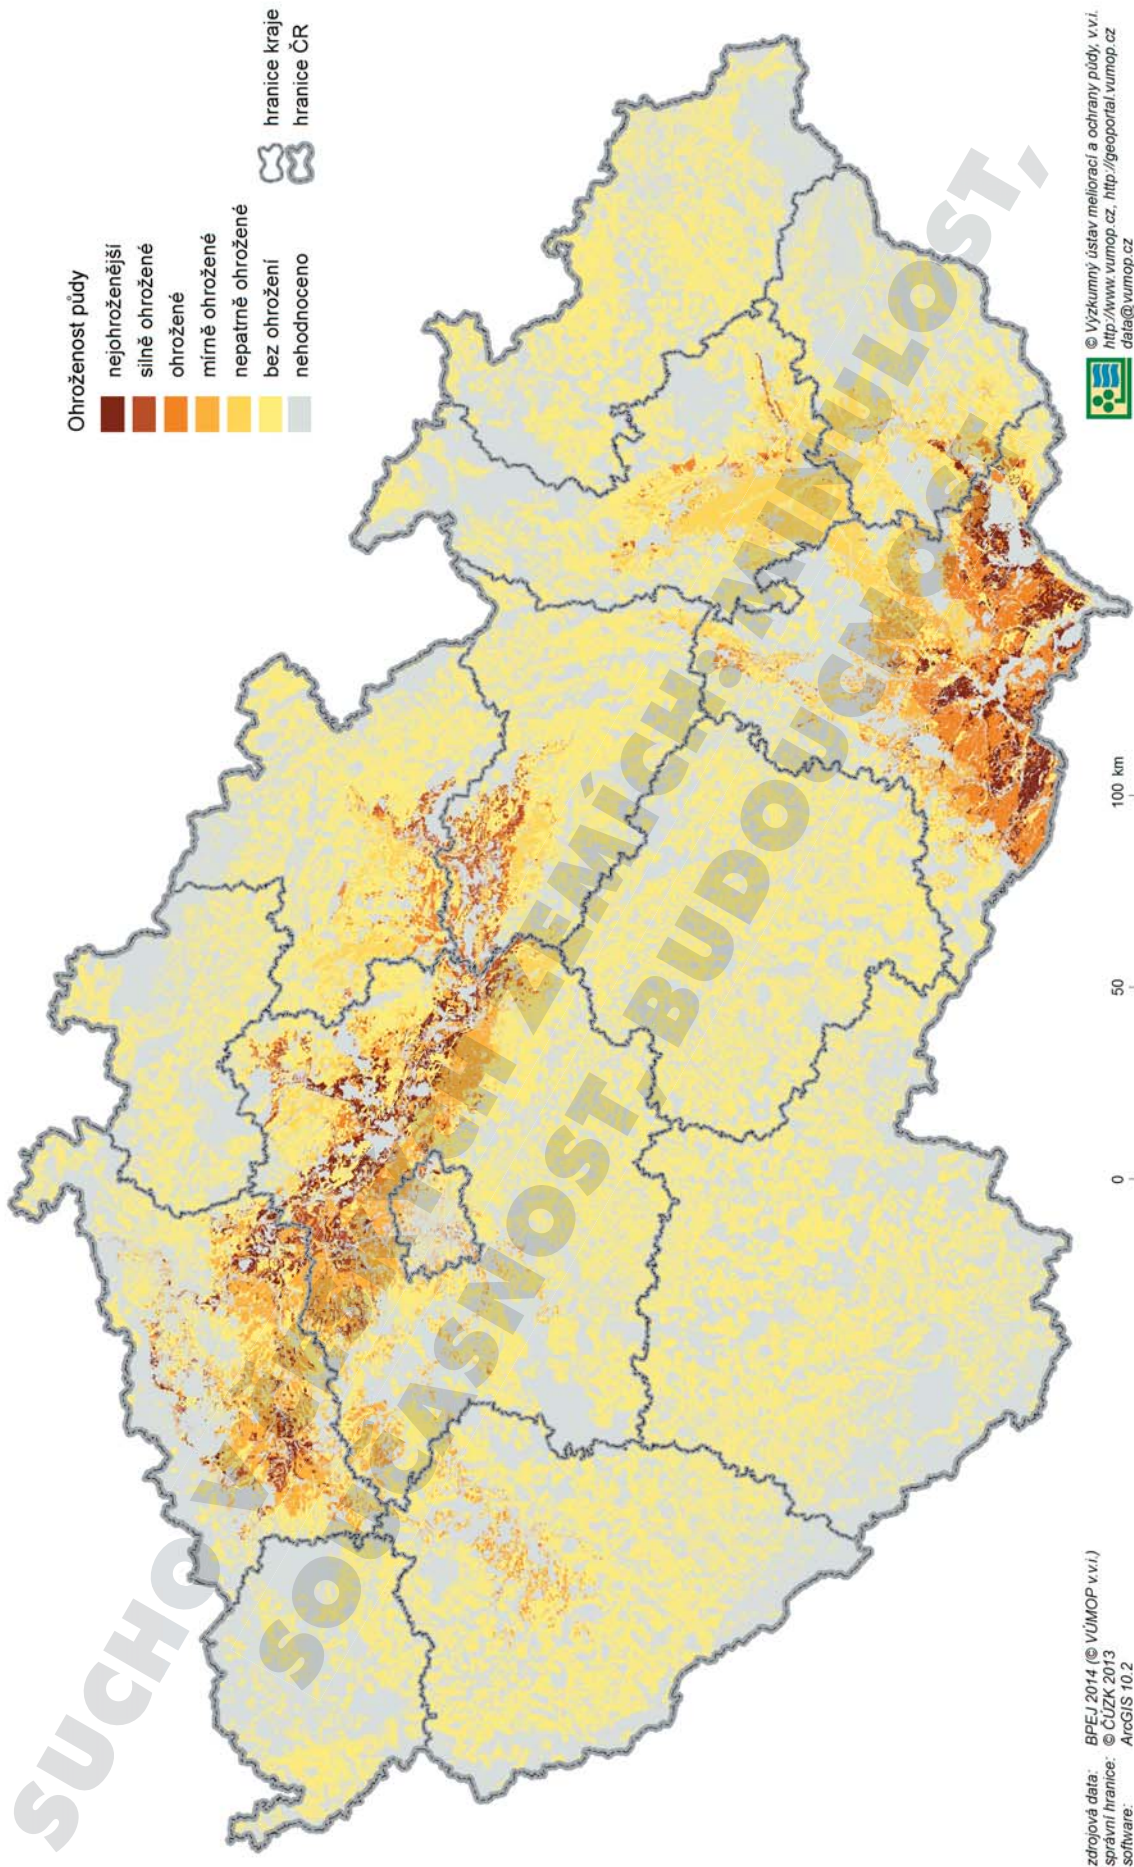 Ohroženost půdy
nejohroženější
silně ohrožené
ohrožené
mírně ohrožené
nepatrně ohrožené
bez ohrožení
nehodnoceno
hranice kraje
hranice ČR
SUCHO V ČESKÝCH ZEMÍCH: MINULOST,
SOUČASNOST, BUDOUCNOST
0 50 100 km
zdrojová data: BPEJ 2014 (© VÚMOP v.v.i.)
správní hranice: © ČÚZK 2013
software: ArcGIS 10.2
© Výzkumný ústav meliorací a ochrany půdy, v.v.i.
http://www.vumop.cz, http://geoportal.vumop.cz
data@vumop.cz